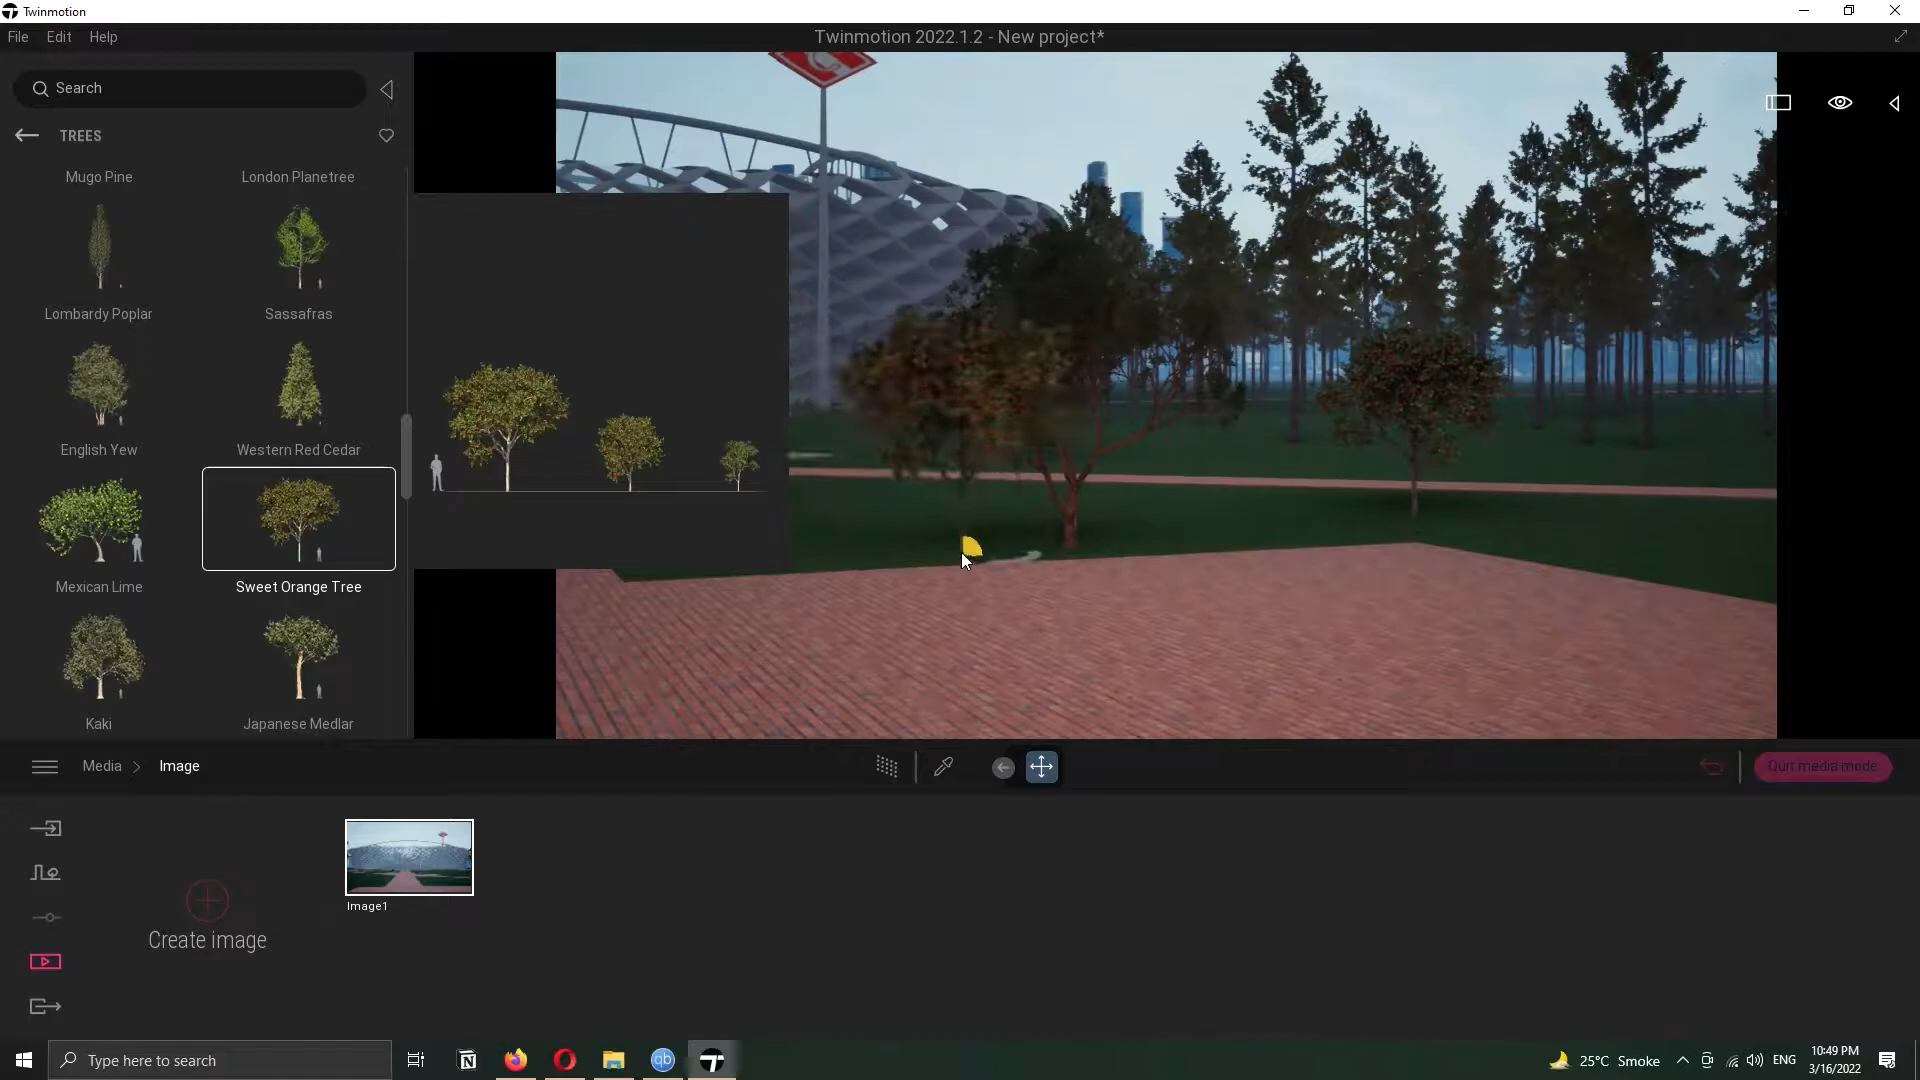 Twinmotion
File Edit Help
Twinmotion 2022.1.2 - New project*
Search
TREES
Mugo Pine
London Planetree
Lombardy Poplar
Sassafras
English Yew
Western Red Cedar
Mexican Lime
Sweet Orange Tree
Kaki
Japanese Medlar
Media > Image
Quit media mode
Create image
Image1
Type here to search
N
qb
25°C Smoke
ENG
10:49 PM
3/16/2022